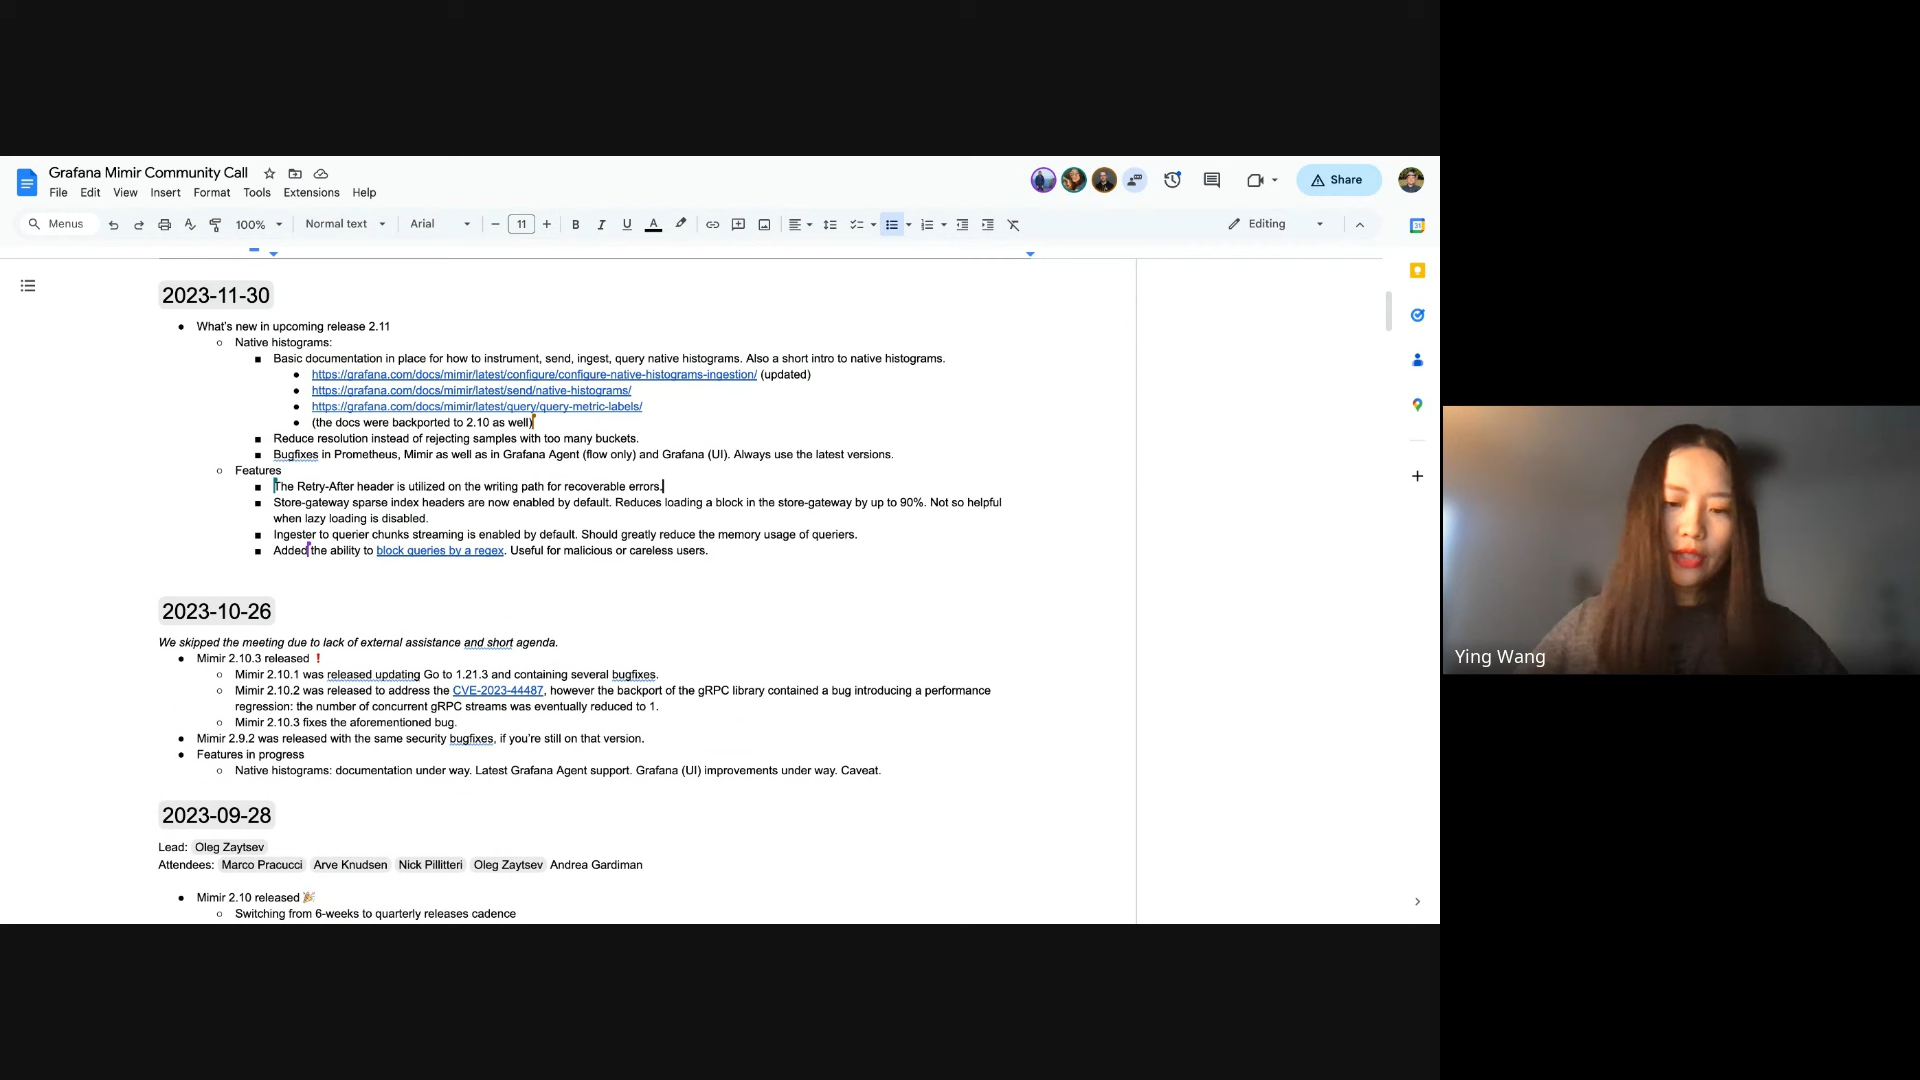 Grafana Mimir Community Call
File Edit View Insert Format Tools Extensions Help
Share
Menus 100% Normal text Arial 11 Editing
31
2023-11-30
What's new in upcoming release 2.11
Native histograms:
Basic documentation in place for how to instrument, send, ingest, query native histograms. Also a short intro to native histograms.
https://grafana.com/docs/mimir/latest/configure/configure-native-histograms-ingestion/ (updated)
https://grafana.com/docs/mimir/latest/send/native-histograms/
https://grafana.com/docs/mimir/latest/query/query-metric-labels/
(the docs were backported to 2.10 as well)
Reduce resolution instead of rejecting samples with too many buckets.
Bugfixes in Prometheus, Mimir as well as in Grafana Agent (flow only) and Grafana (UI). Always use the latest versions.
Features
The Retry-After header is utilized on the writing path for recoverable errors.
Store-gateway sparse index headers are now enabled by default. Reduces loading a block in the store-gateway by up to 90%. Not so helpful
when lazy loading is disabled.
Ingester to querier chunks streaming is enabled by default. Should greatly reduce the memory usage of queriers.
Added the ability to block queries by a regex. Useful for malicious or careless users.
2023-10-26
We skipped the meeting due to lack of external assistance and short agenda.
Mimir 2.10.3 released ❗
Mimir 2.10.1 was released updating Go to 1.21.3 and containing several bugfixes.
Mimir 2.10.2 was released to address the CVE-2023-44487, however the backport of the gRPC library contained a bug introducing a performance
regression: the number of concurrent gRPC streams was eventually reduced to 1.
Mimir 2.10.3 fixes the aforementioned bug.
Mimir 2.9.2 was released with the same security bugfixes, if you're still on that version.
Features in progress
Native histograms: documentation under way. Latest Grafana Agent support. Grafana (UI) improvements under way. Caveat.
2023-09-28
Lead: Oleg Zaytsev
Attendees: Marco Pracucci Arve Knudsen Nick Pillitteri Oleg Zaytsev Andrea Gardiman
Mimir 2.10 released 🎉
Switching from 6-weeks to quarterly releases cadence
Ying Wang